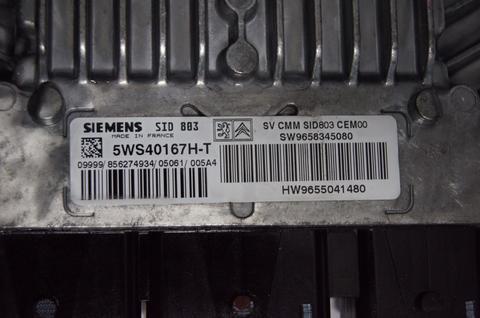 SIEMENS SID 803
MADE IN FRANCE
5WS40167H-T
09999/856274934/05061/005A4
SV CMM SID803 CEM00
SW9658345080
HW9655041480